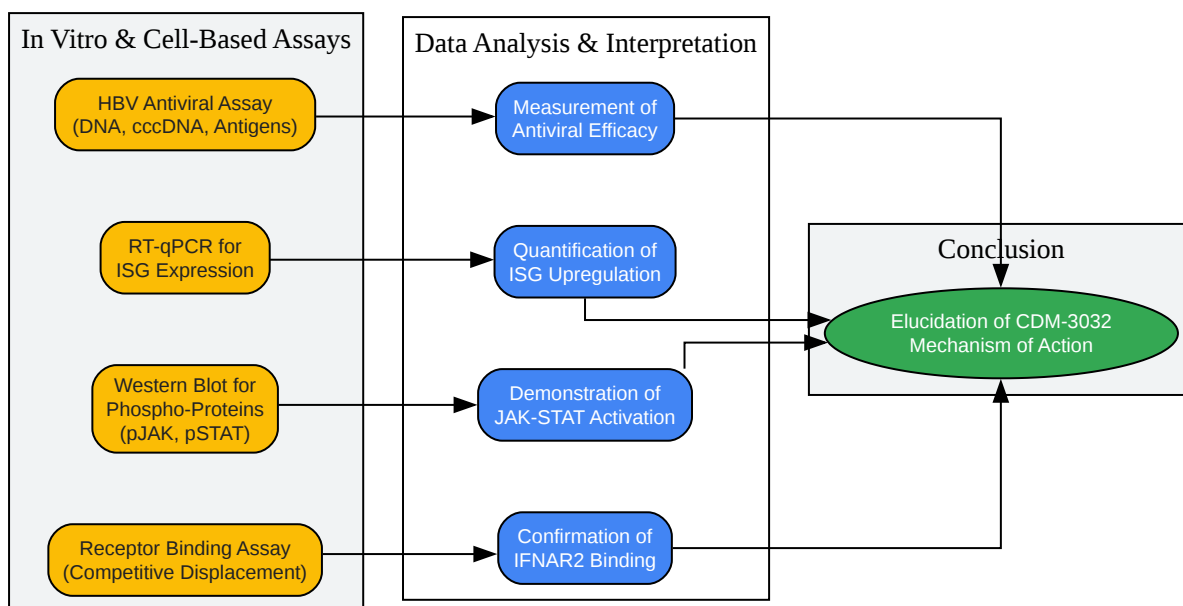 In Vitro & Cell-Based Assays
HBV Antiviral Assay
(DNA, cccDNA, Antigens)
RT-qPCR for
ISG Expression
Western Blot for
Phospho-Proteins
(pJAK, pSTAT)
Receptor Binding Assay
(Competitive Displacement)
Data Analysis & Interpretation
Measurement of
Antiviral Efficacy
Quantification of
ISG Upregulation
Demonstration of
JAK-STAT Activation
Confirmation of
IFNAR2 Binding
Conclusion
Elucidation of CDM-3032
Mechanism of Action